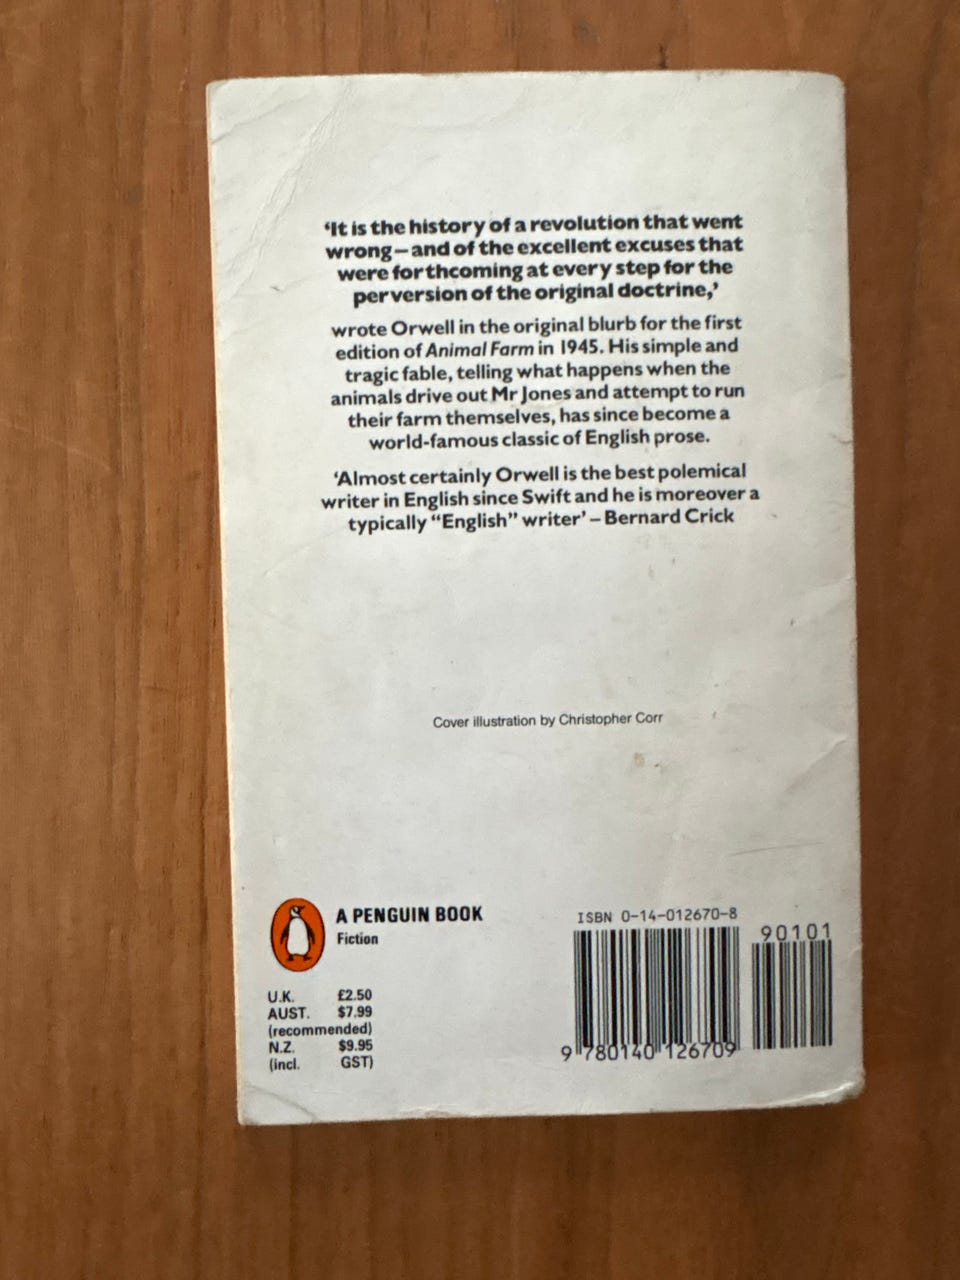 ‘It is the history of a revolution that went
wrong – and of the excellent excuses that
were forthcoming at every step for the
perversion of the original doctrine,’
wrote Orwell in the original blurb for the first
edition of Animal Farm in 1945. His simple and
tragic fable, telling what happens when the
animals drive out Mr Jones and attempt to run
their farm themselves, has since become a
world-famous classic of English prose.
‘Almost certainly Orwell is the best polemical
writer in English since Swift and he is moreover a
typically “English” writer’ – Bernard Crick
Cover illustration by Christopher Corr
A PENGUIN BOOK
Fiction
U.K. £2.50
AUST. $7.99
(recommended)
N.Z. $9.95
(incl. GST)
ISBN 0-14-012670-8
90101
9 780140 126709